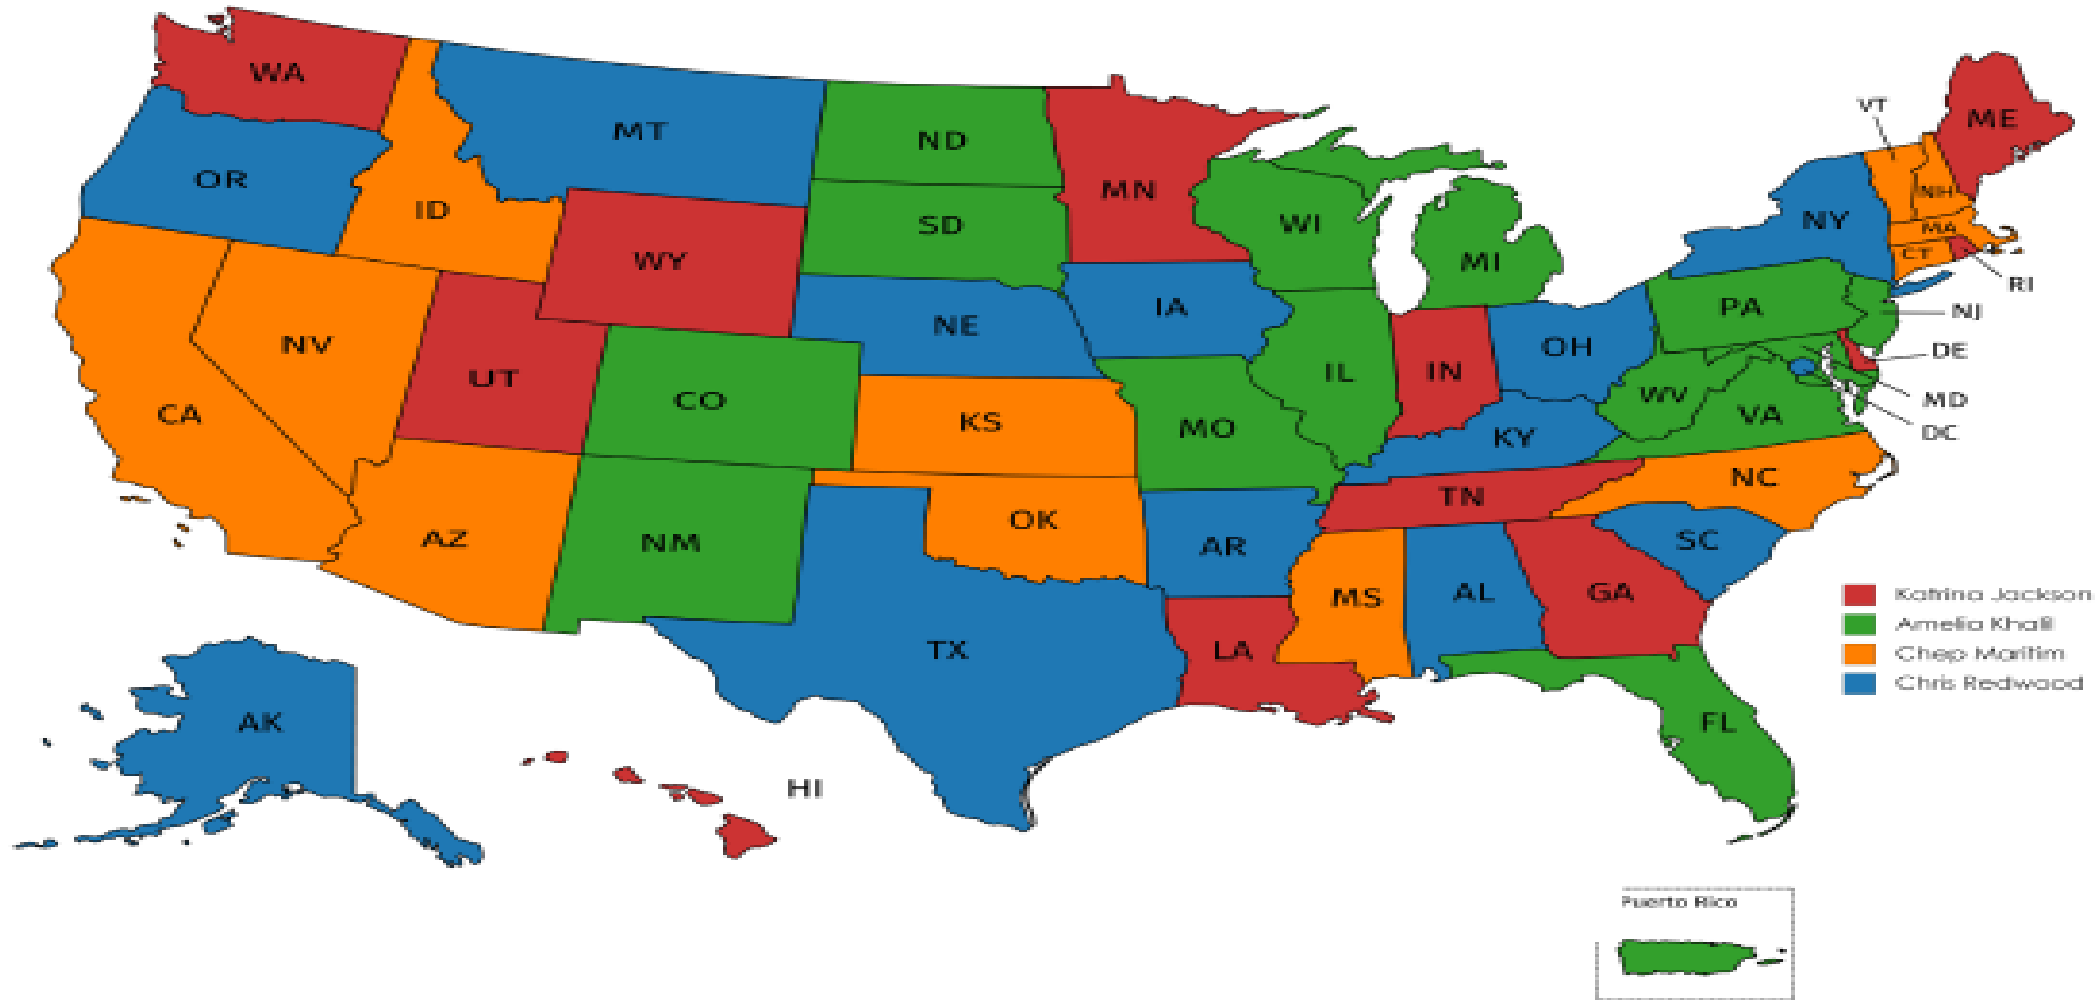 WA
ME
VT
MT
ND
OR
MN
NH
ID
SD
WI
NY
MA
WY
MI
CT
RI
IA
PA
NJ
NE
NV
OH
DE
UT
IL
IN
CO
WV
MD
CA
KS
MO
VA
KY
DC
NC
TN
OK
AZ
NM
AR
SC
MS
AL
GA
Katrina Jackson
Amelia Khalil
TX
LA
Chep Maritim
Chris Redwood
AK
FL
HI
Puerto Rico